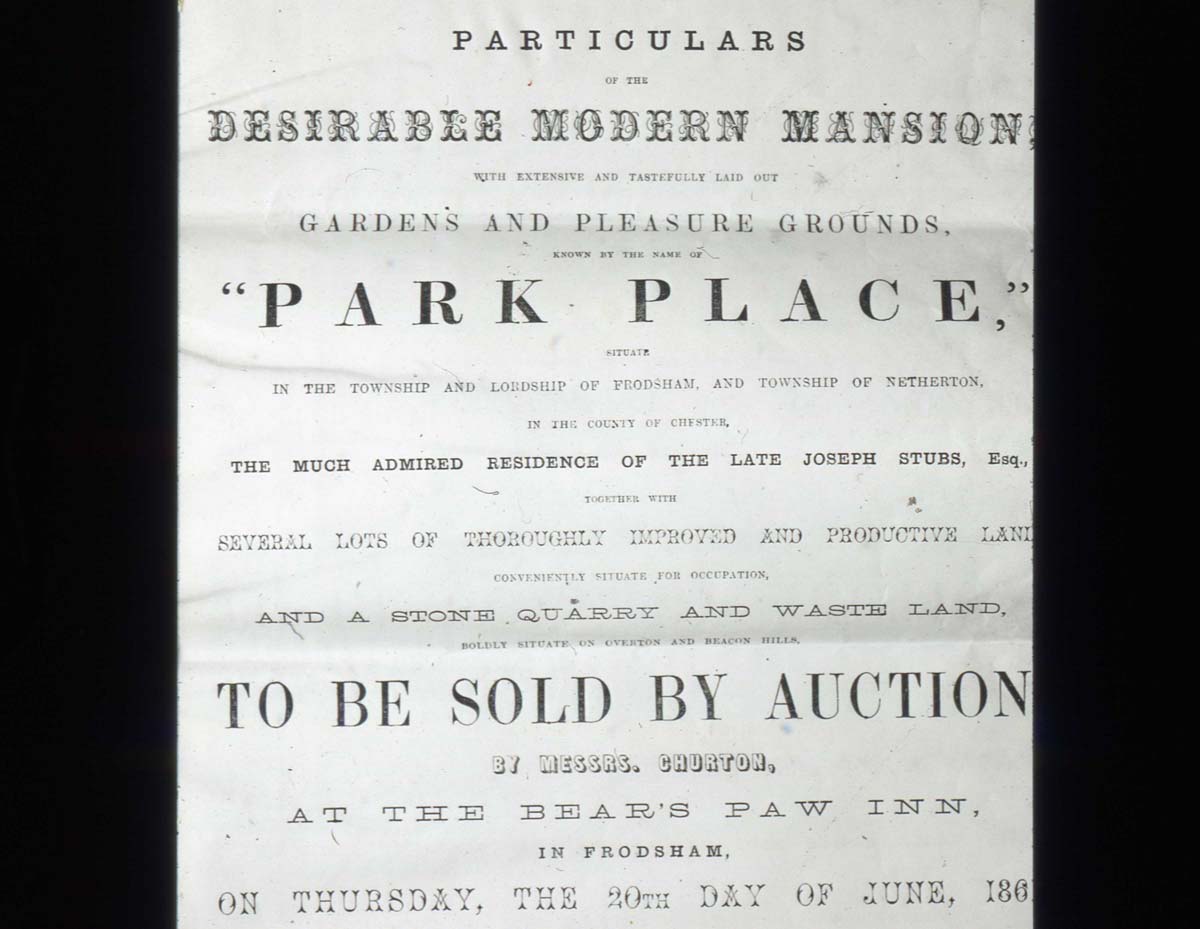 PARTICULARS
OF THE
DESIRABLE MODERN MANSION,
WITH EXTENSIVE AND TASTEFULLY LAID OUT
GARDENS AND PLEASURE GROUNDS,
KNOWN BY THE NAME OF
"PARK PLACE,"
SITUATE
IN THE TOWNSHIP AND LORDSHIP OF FRODSHAM, AND TOWNSHIP OF NETHERTON,
IN THE COUNTY OF CHESTER,
THE MUCH ADMIRED RESIDENCE OF THE LATE JOSEPH STUBS, Esq.,
TOGETHER WITH
SEVERAL LOTS OF THOROUGHLY IMPROVED AND PRODUCTIVE LAND
CONVENIENTLY SITUATE FOR OCCUPATION,
AND A STONE QUARRY AND WASTE LAND,
BOLDLY SITUATE ON OVERTON AND BEACON HILLS,
TO BE SOLD BY AUCTION
BY MESSRS. CHURTON,
AT THE BEAR'S PAW INN,
IN FRODSHAM,
ON THURSDAY, THE 20TH DAY OF JUNE,